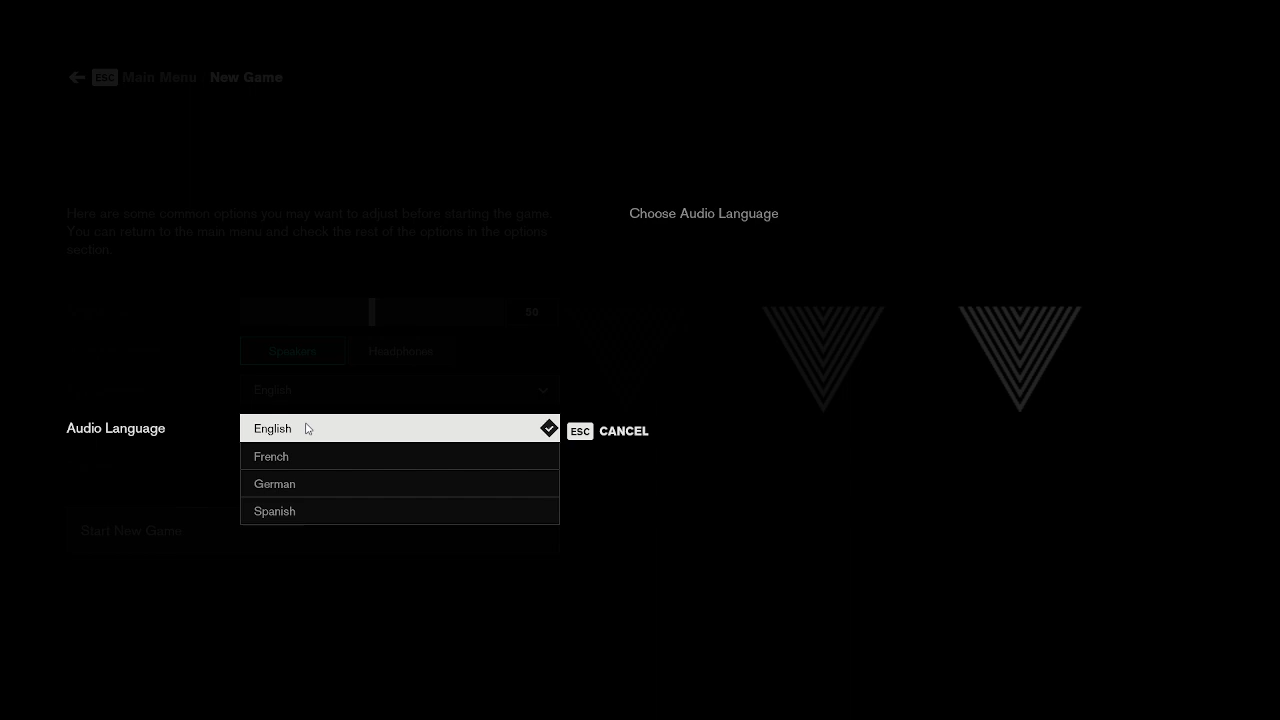 ESC Main Menu New Game
Here are some common options you may want to adjust before starting the game.
You can return to the main menu and check the rest of the options in the options
section.
Choose Audio Language
50
Speakers Headphones
English
Audio Language
English
ESC CANCEL
French
German
Spanish
Start New Game